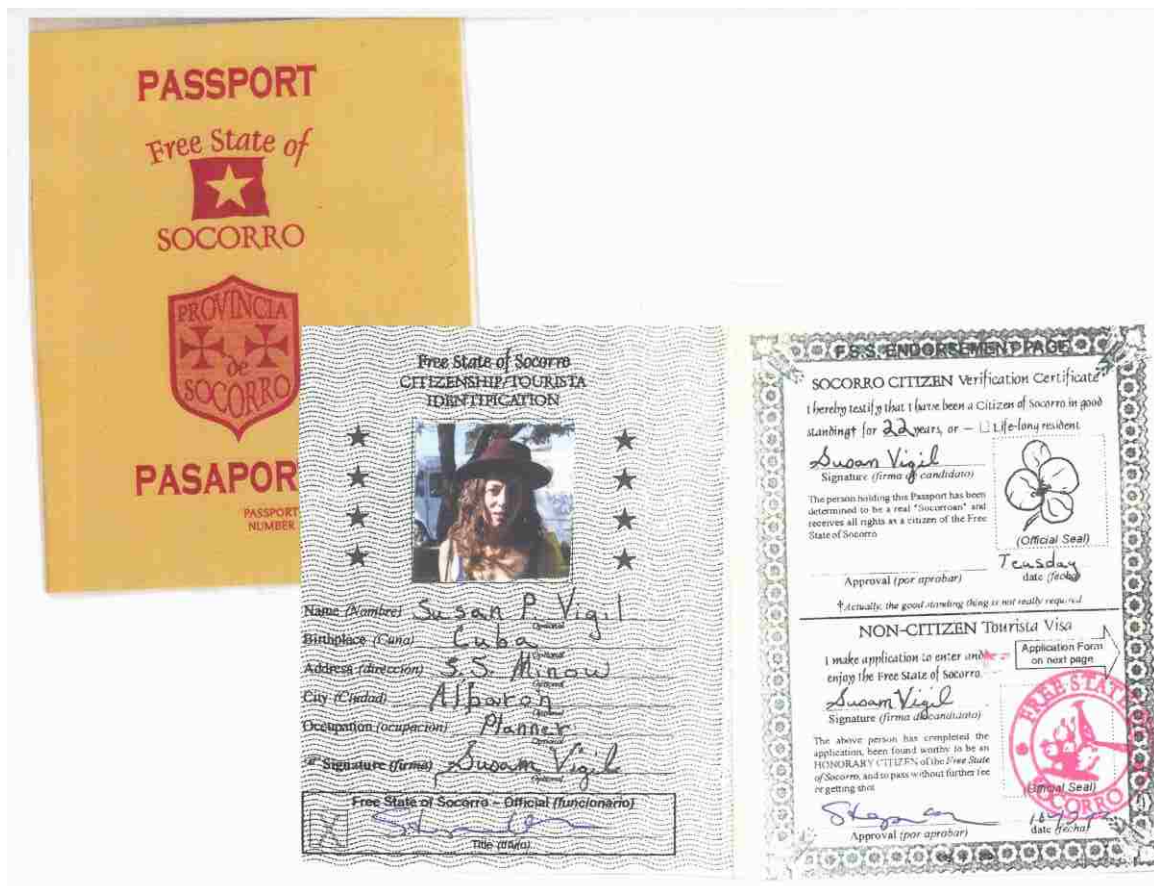 PASSPORT
Free State of
SOCORRO
PROVINCIA
de
SOCORRO
PASAPOR
PASSPORT
NUMBER
Free State of Socorro
CITIZENSHIP/TOURISTA
IDENTIFICATION
Name (Nombre) Susan P Vigil
Optional
Birthplace (Cuna) Cuba
Optional
Address (direccion) S.S. Minow
Optional
City (Ciudad) Albaron
Occupation (ocupacion) Planner
Optional
Signature (firma) Susan Vigil
Optional
Free State of Socorro – Official (funcionario)
Title (titulo)
F.S.S. ENDORSEMENT PAGE
SOCORRO CITIZEN Verification Certificate
I hereby testify that I have been a Citizen of Socorro in good
standing† for 22 years, or – □ Life-long resident
Susan Vigil
Signature (firma de candidato)
The person holding this Passport has been
determined to be a real "Socorroan" and
receives all rights as a citizen of the Free
State of Socorro
(Official Seal)
Teusday
Approval (por aprobar)
date (fecha)
†Actually, the good standing thing is not really required
NON-CITIZEN Tourista Visa
I make application to enter and
enjoy the Free State of Socorro.
Application Form
on next page
Susan Vigil
Signature (firma de candidato)
The above person has completed the
application, been found worthy to be an
HONORARY CITIZEN of the Free State
of Socorro, and to pass without further fee
or getting shot
FREE STATE
SOCORRO
(Official Seal)
Approval (por aprobar)
date (fecha)